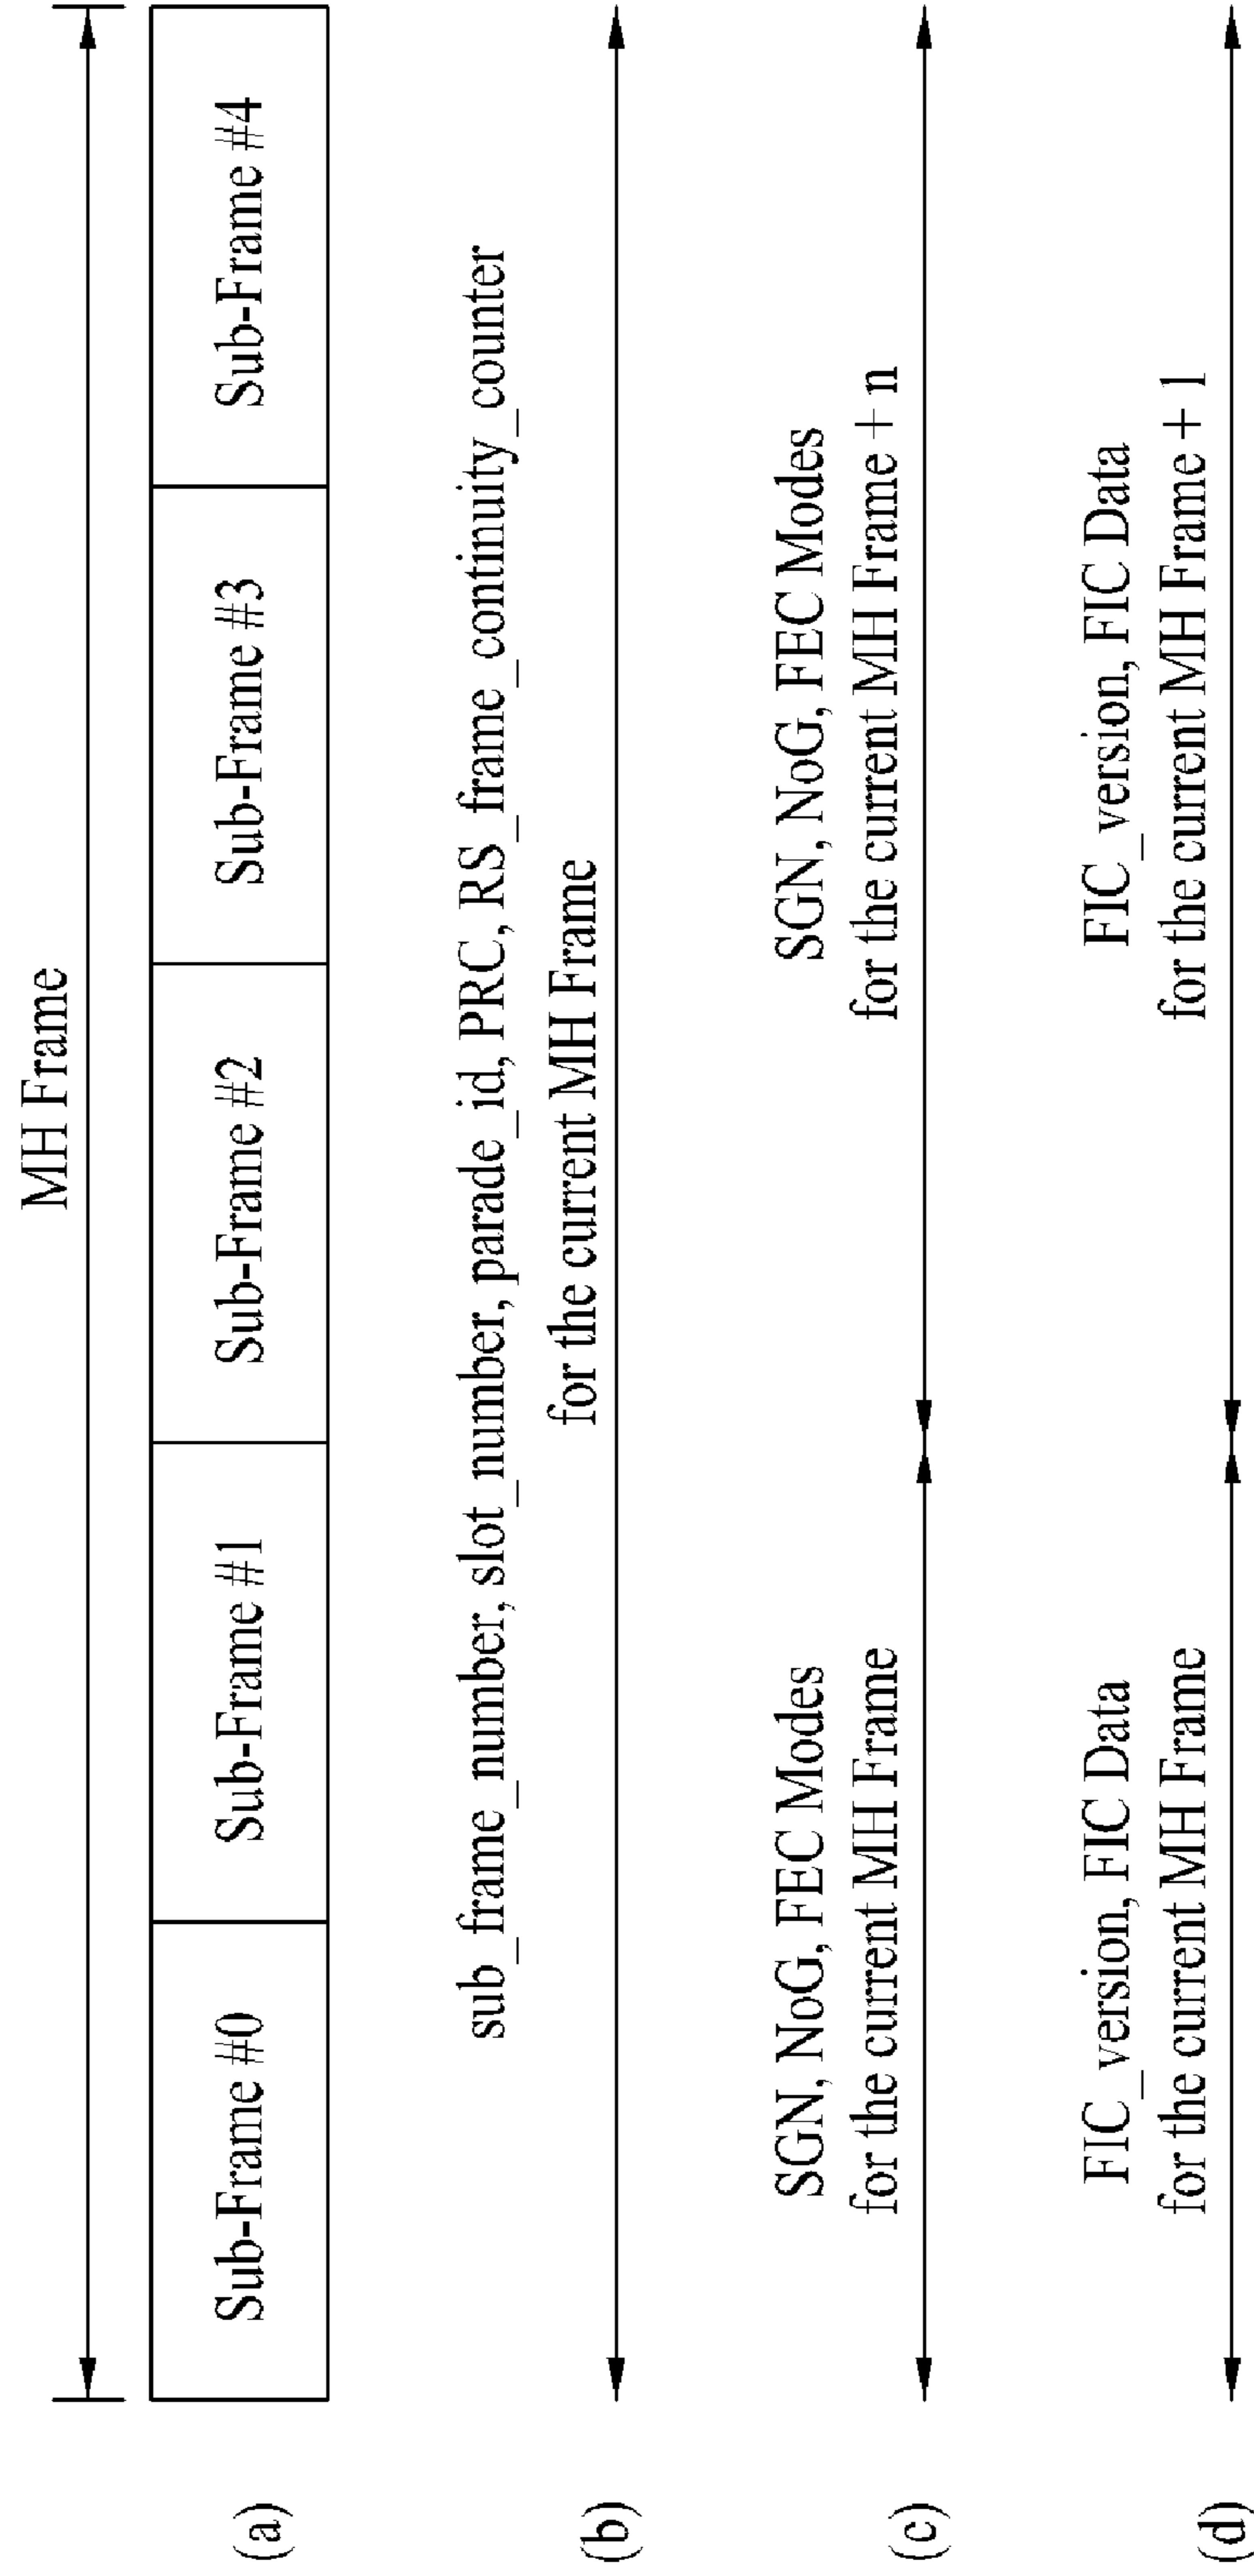 MH Frame
(a)
Sub-Frame #0
Sub-Frame #1
Sub-Frame #2
Sub-Frame #3
Sub-Frame #4
sub_frame_number, slot_number, parade_id, PRC, RS_frame_continuity_counter
for the current MH Frame
(b)
SGN, NoG, FEC Modes
for the current MH Frame
SGN, NoG, FEC Modes
for the current MH Frame + n
(c)
FIC_version, FIC Data
for the current MH Frame
FIC_version, FIC Data
for the current MH Frame + 1
(d)